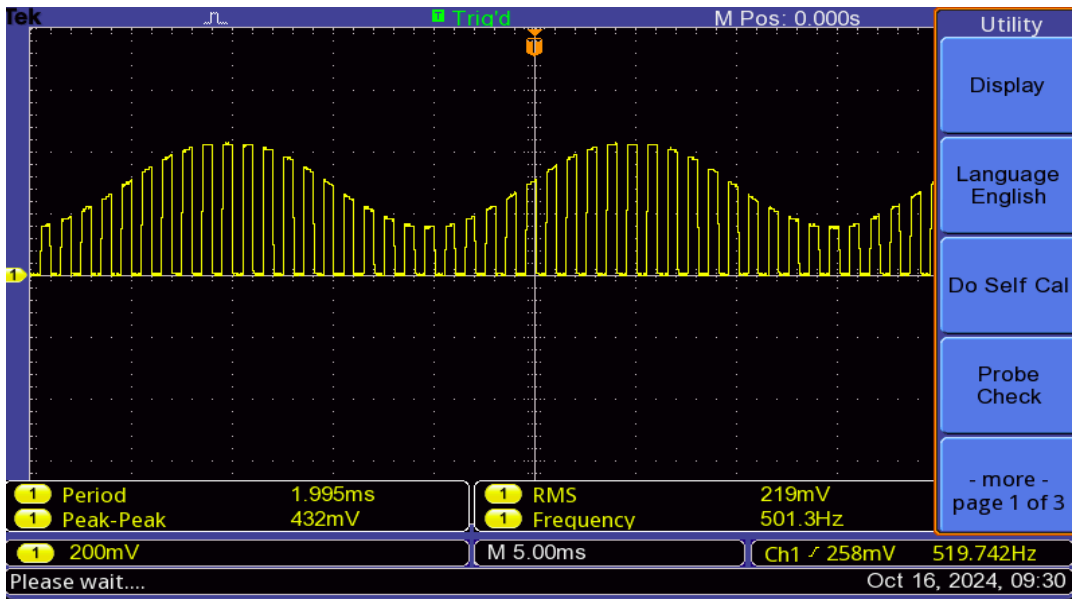 Tek Trig'd M Pos: 0.000s
T
T
Utility
Display
Language
English
Do Self Cal
Probe
Check
- more -
page 1 of 3
1
1 Period 1.995ms 1 RMS 219mV
1 Peak-Peak 432mV 1 Frequency 501.3Hz
1 200mV M 5.00ms Ch1 258mV 519.742Hz
Please wait.... Oct 16, 2024, 09:30